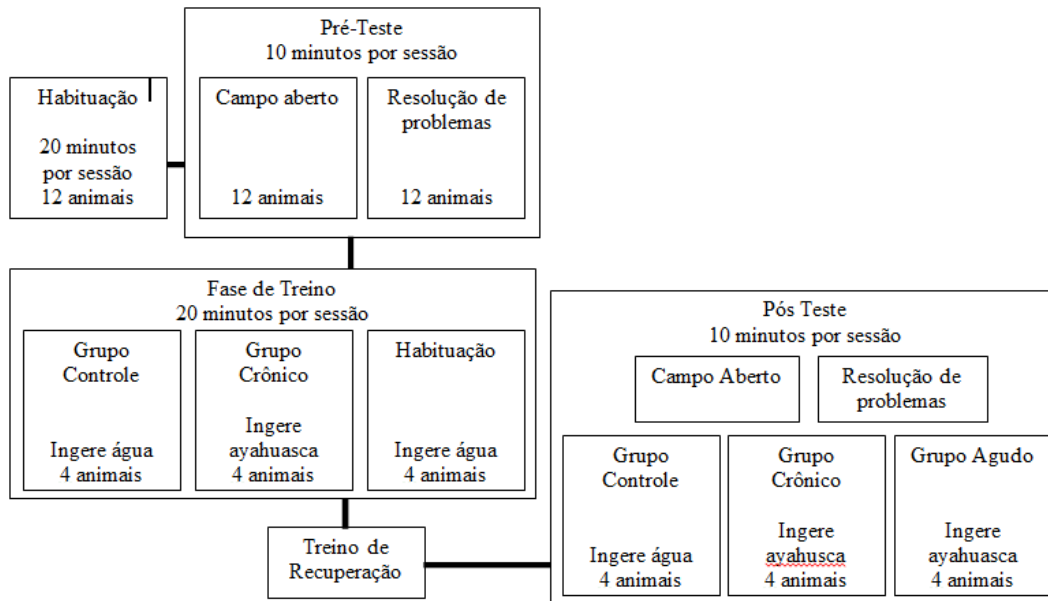 Pré-Teste
10 minutos por sessão
Habituação
20 minutos
por sessão
12 animais
Campo aberto
12 animais
Resolução de
problemas
12 animais
Fase de Treino
20 minutos por sessão
Grupo
Controle
Ingere água
4 animais
Grupo
Crônico
Ingere
ayahuasca
4 animais
Habituação
Ingere água
4 animais
Treino de
Recuperação
Pós Teste
10 minutos por sessão
Campo Aberto
Resolução de
problemas
Grupo
Controle
Ingere água
4 animais
Grupo
Crônico
Ingere
ayahusca
4 animais
Grupo Agudo
Ingere
ayahuasca
4 animais